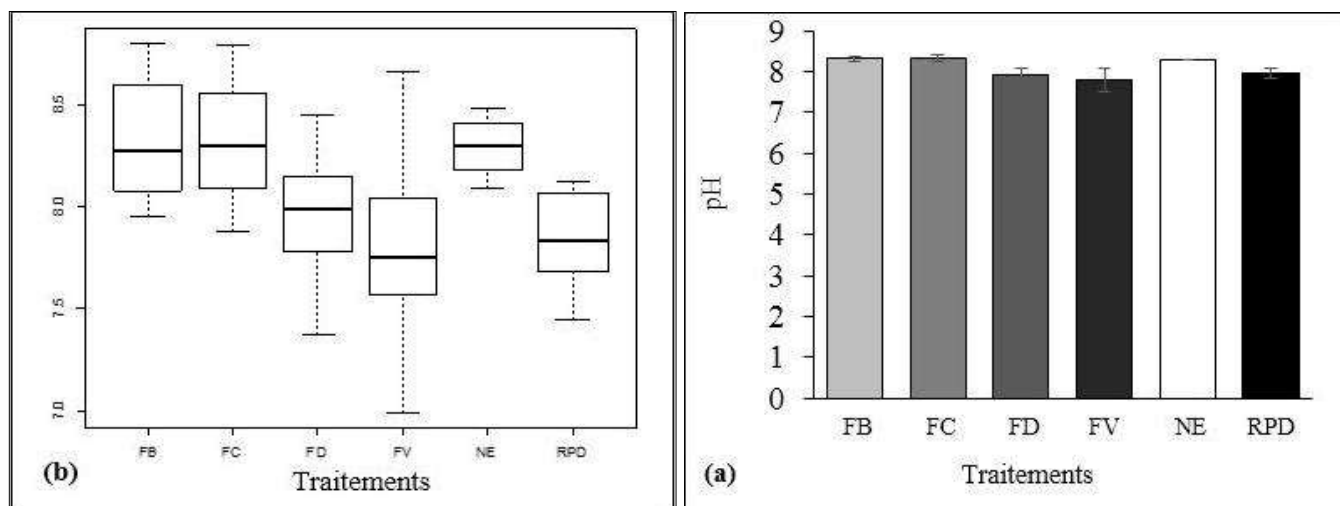 8.5
8.0
7.5
7.0
FB FC FD FV NE RPD
(b) Traitements
9
8
7
6
5
4
3
2
1
0
pH
FB FC FD FV NE RPD
(a) Traitements